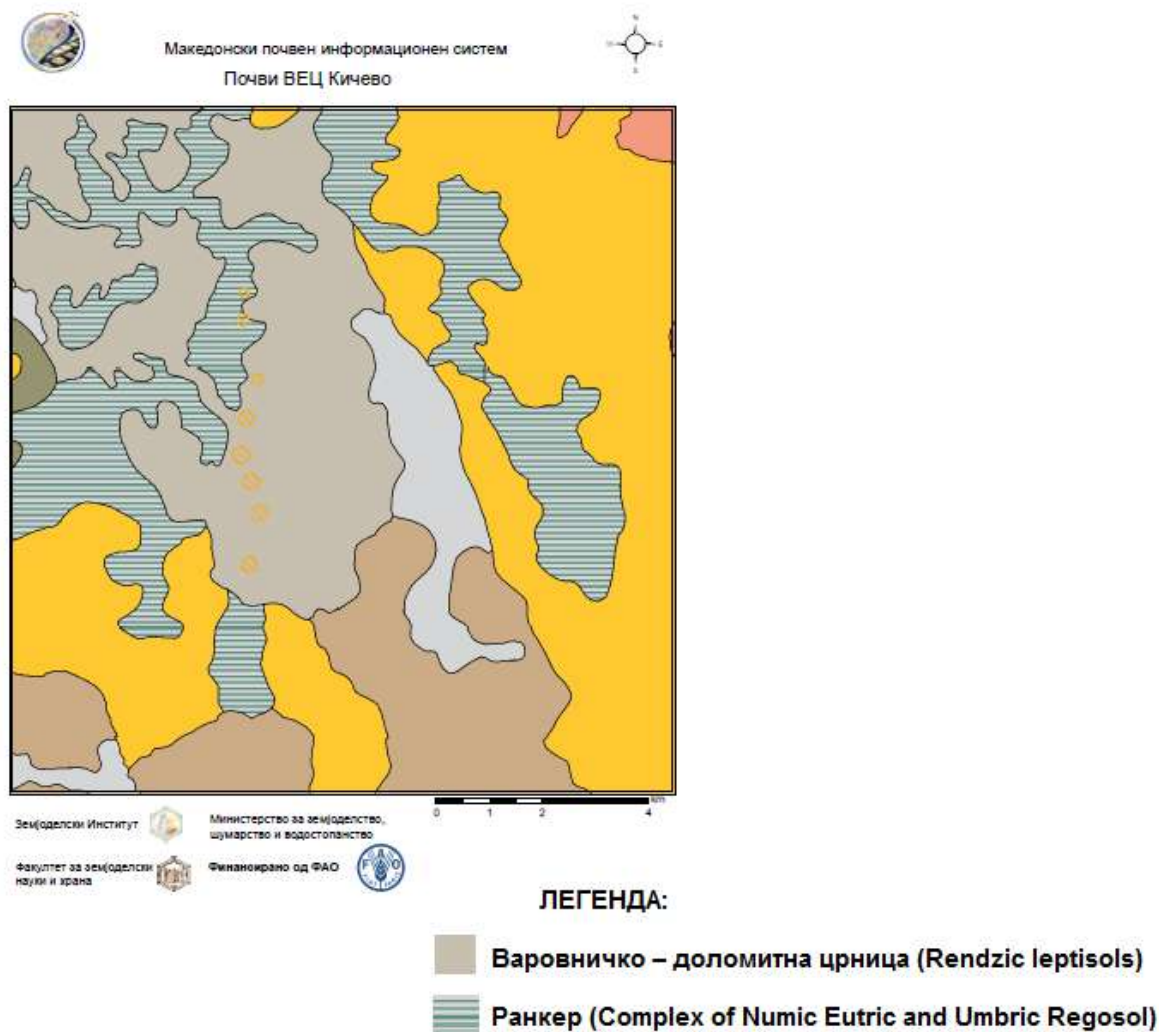 Македонски почвен информационен систем
Почви ВЕЦ Кичево
N
E
S
km
0 1 2 4
Земјоделски Институт
Министерство за земјоделство,
шумарство и водостопанство
Факултет за земјоделски
науки и храна
Финансирано од ФАО
F A O
ЛЕГЕНДА:
Варовничко – доломитна црница (Rendzic leptisols)
Ранкер (Complex of Numic Eutric and Umbric Regosol)